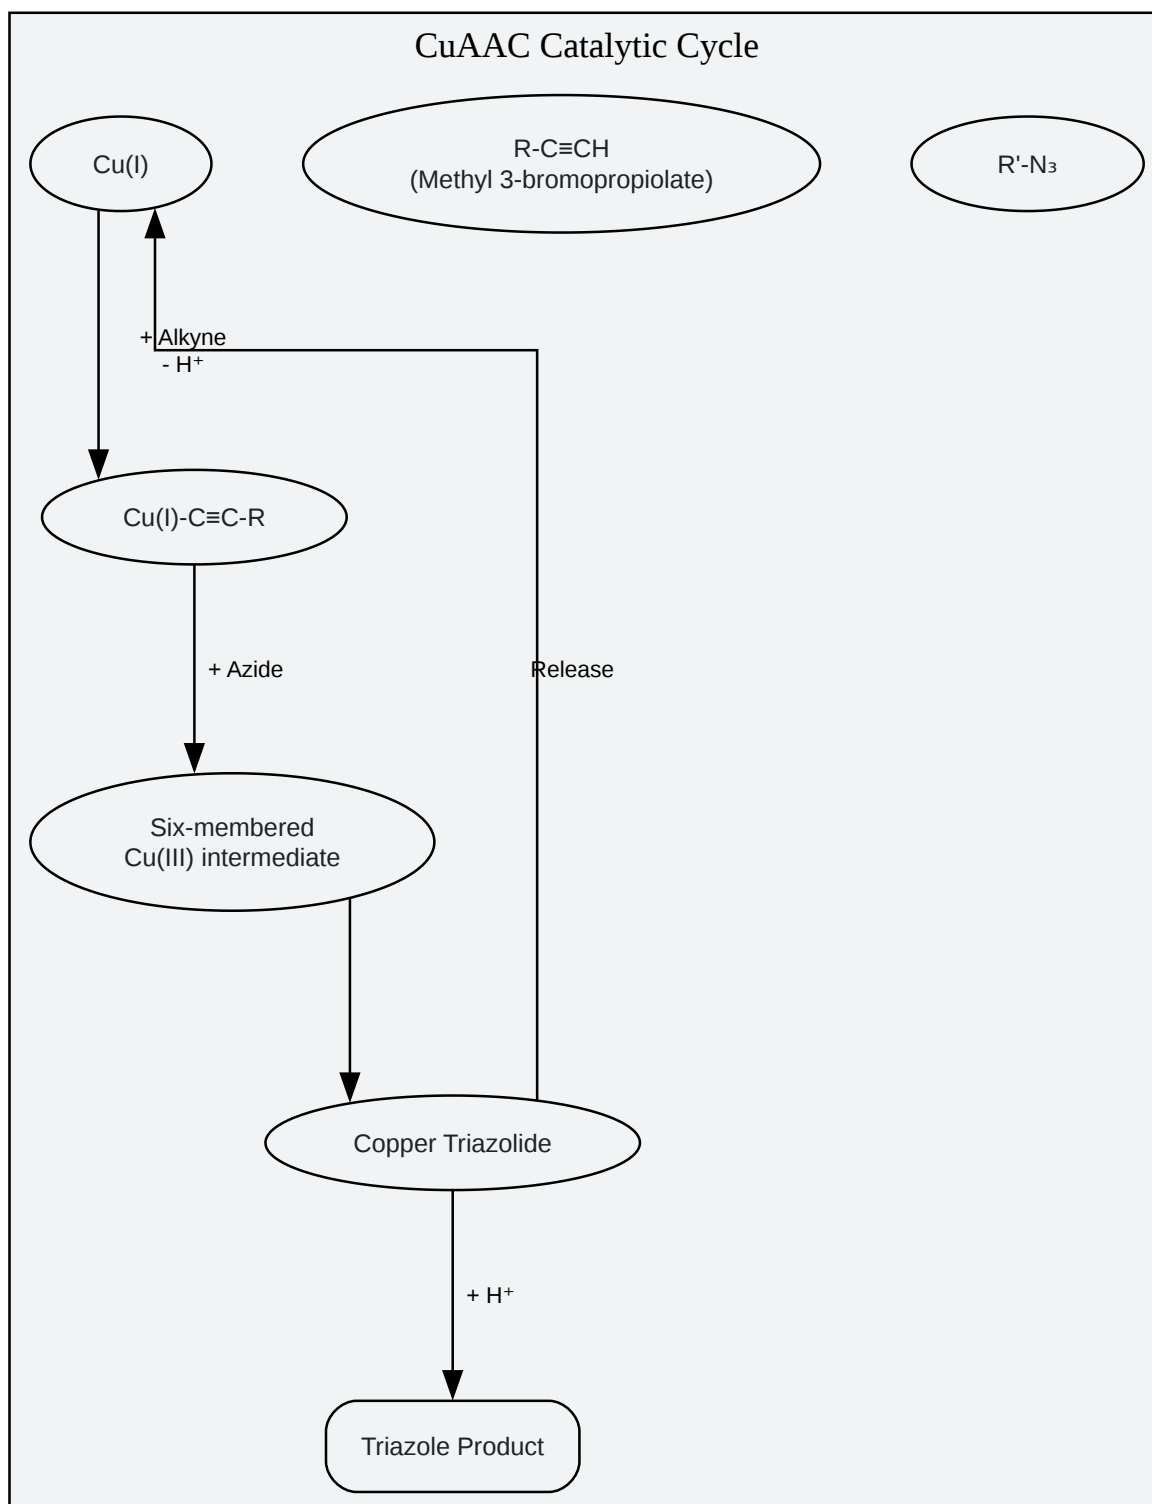 CuAAC Catalytic Cycle
Cu(I)
R-C≡CH
(Methyl 3-bromopropiolate)
R'-N₃
+ Alkyne
- H⁺
Cu(I)-C≡C-R
+ Azide
Release
Six-membered
Cu(III) intermediate
Copper Triazolide
+ H⁺
Triazole Product